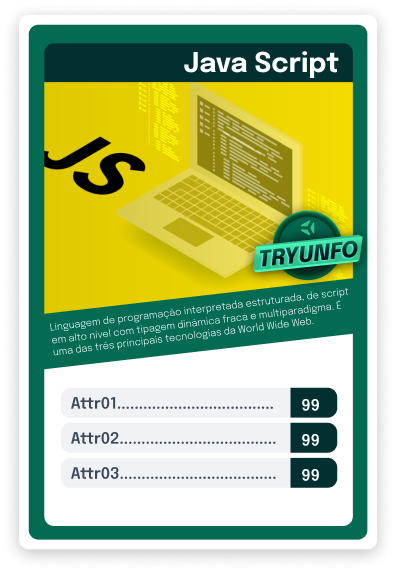 Java Script
JS
TRYUNFO
Linguagem de programação interpretada estruturada, de script
em alto nível com tipagem dinâmica fraca e multiparadigma. É
uma das três principais tecnologias da World Wide Web.
Attr01..................................... 99
Attr02..................................... 99
Attr03..................................... 99